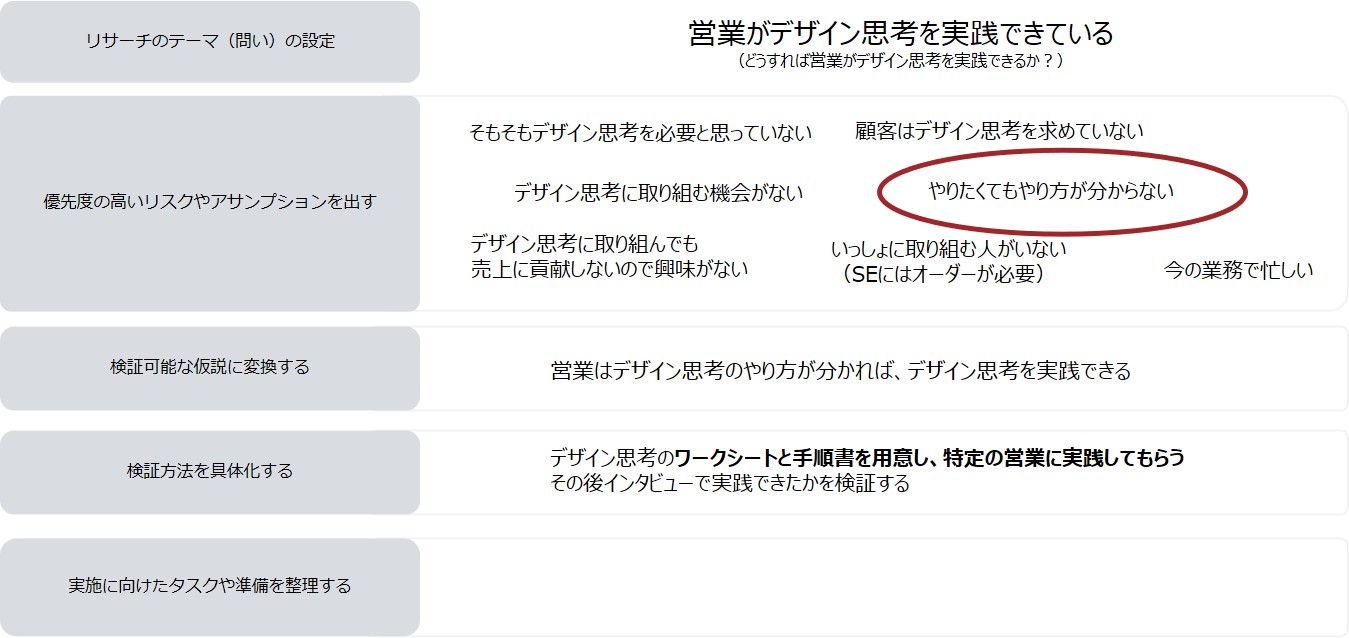 リサーチのテーマ（問い）の設定
営業がデザイン思考を実践できている
（どうすれば営業がデザイン思考を実践できるか？）
優先度の高いリスクやアサンプションを出す
そもそもデザイン思考を必要と思っていない
顧客はデザイン思考を求めていない
デザイン思考に取り組む機会がない
やりたくてもやり方が分からない
デザイン思考に取り組んでも
売上に貢献しないので興味がない
いっしょに取り組む人がいない
（SEにはオーダーが必要）
今の業務で忙しい
検証可能な仮説に変換する
営業はデザイン思考のやり方が分かれば、デザイン思考を実践できる
検証方法を具体化する
デザイン思考のワークシートと手順書を用意し、特定の営業に実践してもらう
その後インタビューで実践できたかを検証する
実施に向けたタスクや準備を整理する